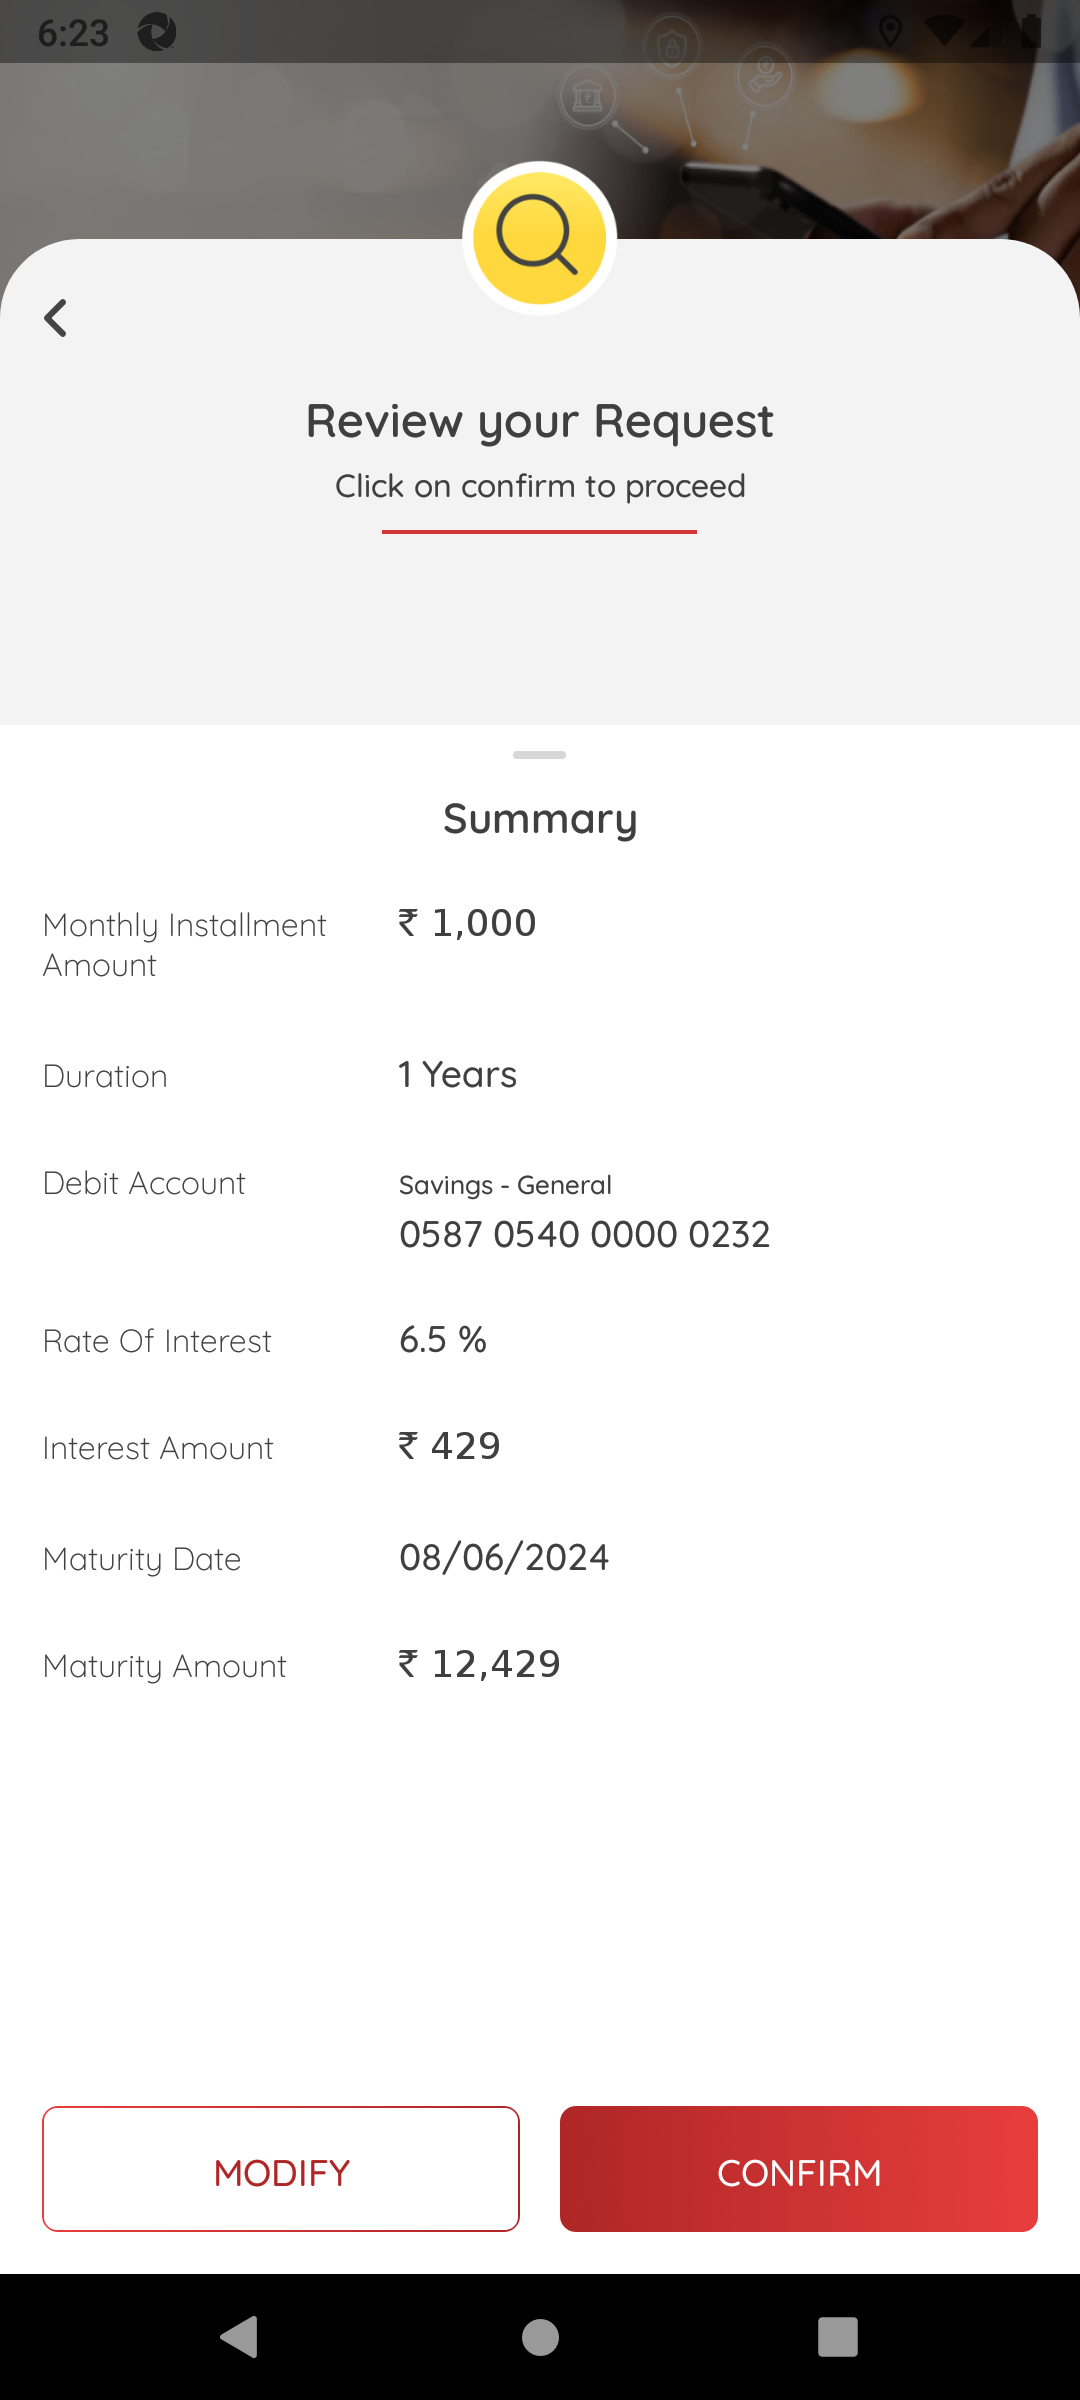 6:23
Review your Request
Click on confirm to proceed
Summary
Monthly Installment Amount ₹ 1,000
Duration 1 Years
Debit Account Savings - General
0587 0540 0000 0232
Rate Of Interest 6.5 %
Interest Amount ₹ 429
Maturity Date 08/06/2024
Maturity Amount ₹ 12,429
MODIFY CONFIRM